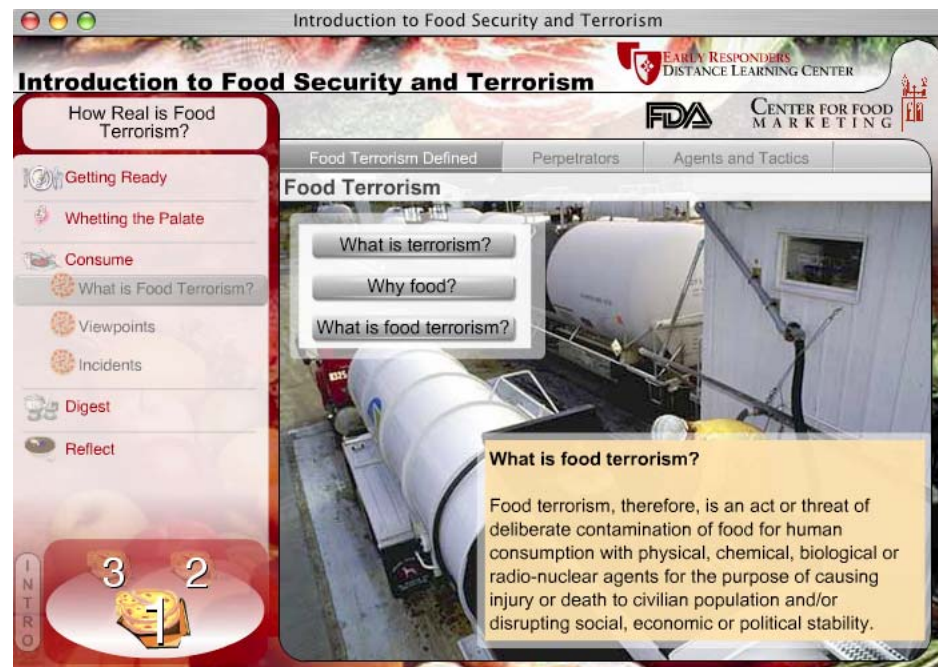 Introduction to Food Security and Terrorism
Introduction to Food Security and Terrorism
EARLY RESPONDERS
DISTANCE LEARNING CENTER
FDA
CENTER FOR FOOD
MARKETING
How Real is Food
Terrorism?
Getting Ready
Whetting the Palate
Consume
What is Food Terrorism?
Viewpoints
Incidents
Digest
Reflect
INTRO
3
2
1
Food Terrorism Defined
Perpetrators
Agents and Tactics
Food Terrorism
What is terrorism?
Why food?
What is food terrorism?
What is food terrorism?
Food terrorism, therefore, is an act or threat of
deliberate contamination of food for human
consumption with physical, chemical, biological or
radio-nuclear agents for the purpose of causing
injury or death to civilian population and/or
disrupting social, economic or political stability.